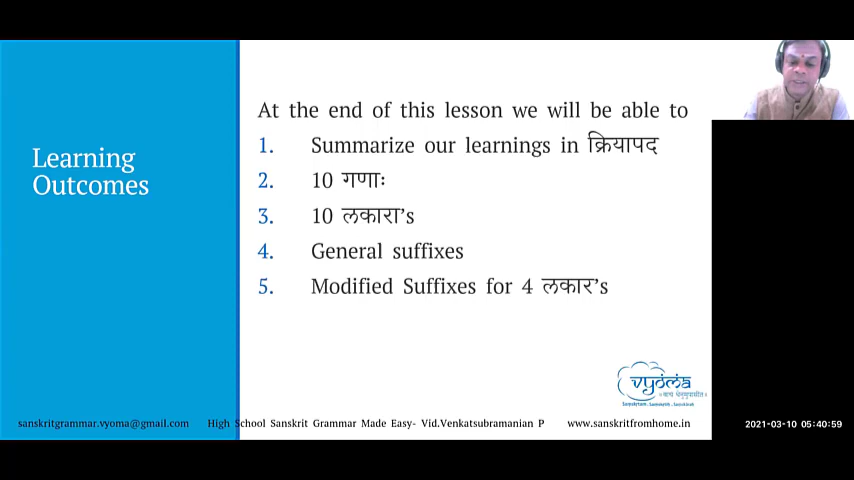 At the end of this lesson we will be able to
Learning
Outcomes
1. Summarize our learnings in क्रियापद
2. 10 गणाः
3. 10 लकारा's
4. General suffixes
5. Modified Suffixes for 4 लकार's
vyoma
sanskritgrammar.vyoma@gmail.com High School Sanskrit Grammar Made Easy- Vid.Venkatsubramanian P www.sanskritfromhome.in
2021-03-10 05:40:59